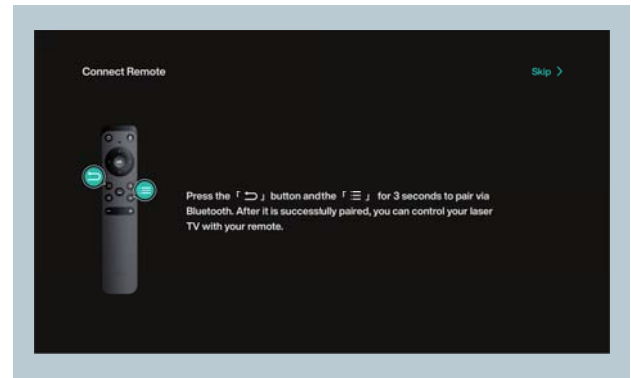 Connect Remote
Skip >
Press the「⮌」button andthe「☰」 for 3 seconds to pair via
Bluetooth. After it is successlully paired, you can control your laser
TV with your remote.